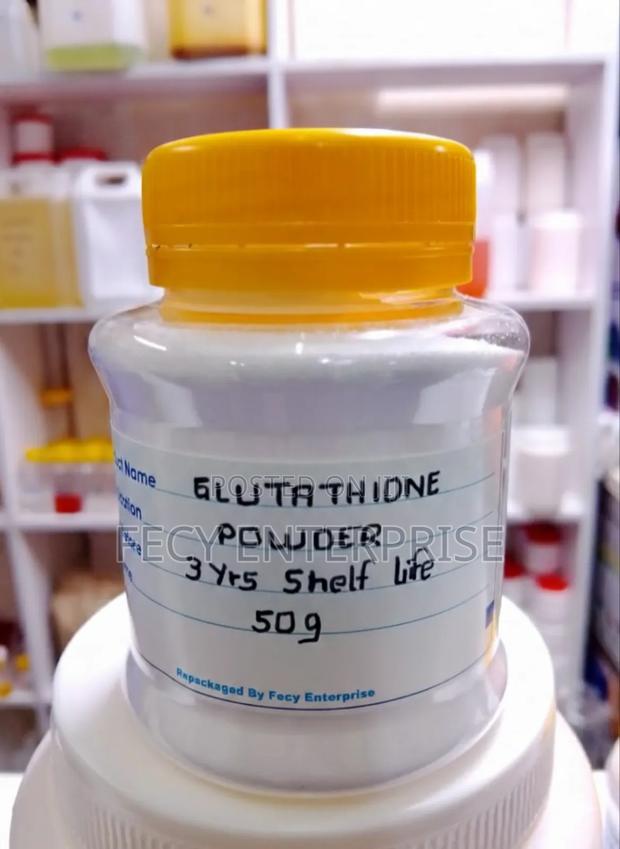 GLUTATHIONE
POSTED ON
POWDER
FECY ENTERPRISE
3 Yrs Shelf life
50g
Repackaged By Fecy Enterprise
Name